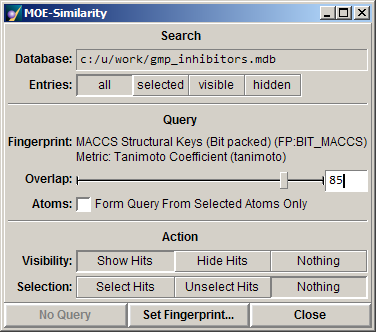 MOE-Similarity
Search
Database: c:/u/work/gmp_inhibitors.mdb
Entries: all selected visible hidden
Query
Fingerprint: MACCS Structural Keys (Bit packed) (FP:BIT_MACCS)
Metric: Tanimoto Coefficient (tanimoto)
Overlap: 85
Atoms: Form Query From Selected Atoms Only
Action
Visibility: Show Hits Hide Hits Nothing
Selection: Select Hits Unselect Hits Nothing
No Query Set Fingerprint... Close